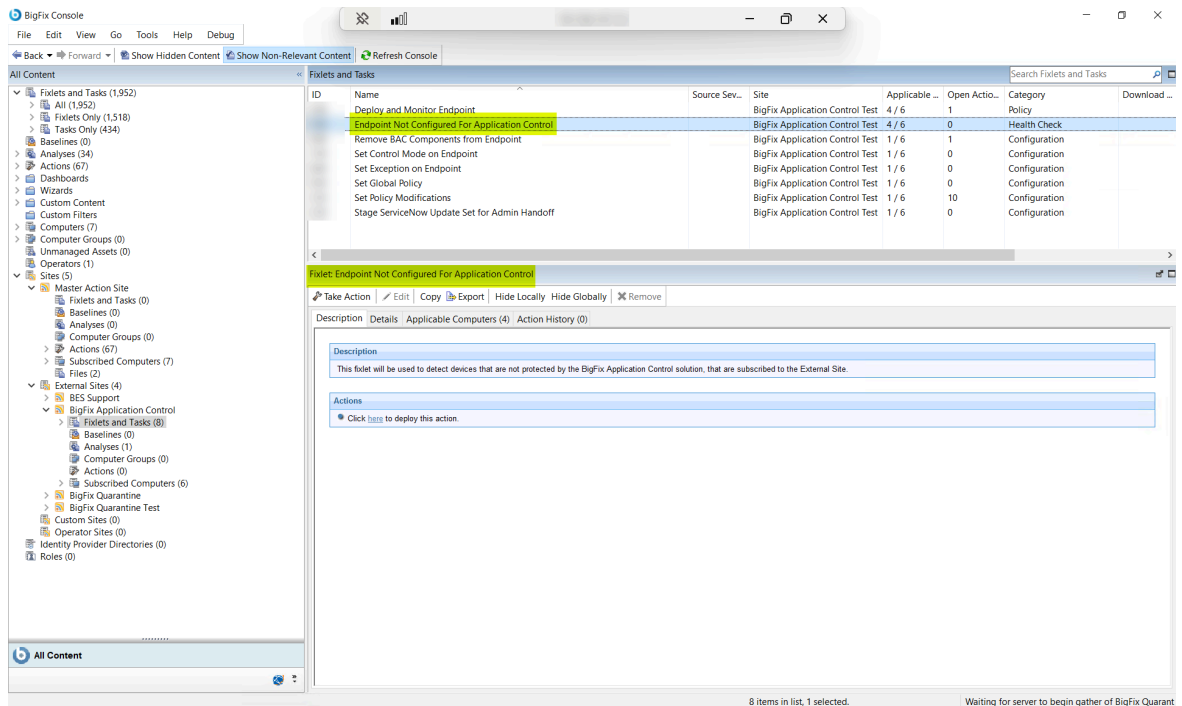 BigFix Console
File Edit View Go Tools Help Debug
Back Forward Show Hidden Content Show Non-Relevant Content Refresh Console
All Content «
Fixlets and Tasks (1,952)
All (1,952)
Fixlets Only (1,518)
Tasks Only (434)
Baselines (0)
Analyses (34)
Actions (67)
Dashboards
Wizards
Custom Content
Custom Filters
Computers (7)
Computer Groups (0)
Unmanaged Assets (0)
Operators (1)
Sites (5)
Master Action Site
Fixlets and Tasks (0)
Baselines (0)
Analyses (0)
Computer Groups (0)
Actions (67)
Subscribed Computers (7)
Files (2)
External Sites (4)
BES Support
BigFix Application Control
Fixlets and Tasks (8)
Baselines (0)
Analyses (1)
Computer Groups (0)
Actions (0)
Subscribed Computers (6)
BigFix Quarantine
BigFix Quarantine Test
Custom Sites (0)
Operator Sites (0)
Identity Provider Directories (0)
Roles (0)
All Content
Fixlets and Tasks Search Fixlets and Tasks
ID Name Source Sev... Site Applicable ... Open Actio... Category Download ...
Deploy and Monitor Endpoint BigFix Application Control Test 4 / 6 1 Policy
Endpoint Not Configured For Application Control BigFix Application Control Test 4 / 6 0 Health Check
Remove BAC Components from Endpoint BigFix Application Control Test 1 / 6 1 Configuration
Set Control Mode on Endpoint BigFix Application Control Test 1 / 6 0 Configuration
Set Exception on Endpoint BigFix Application Control Test 1 / 6 0 Configuration
Set Global Policy BigFix Application Control Test 1 / 6 0 Configuration
Set Policy Modifications BigFix Application Control Test 1 / 6 10 Configuration
Stage ServiceNow Update Set for Admin Handoff BigFix Application Control Test 1 / 6 0 Configuration
Fixlet: Endpoint Not Configured For Application Control
Take Action Edit Copy Export Hide Locally Hide Globally Remove
Description Details Applicable Computers (4) Action History (0)
Description
This fixlet will be used to detect devices that are not protected by the BigFix Application Control solution, that are subscribed to the External Site.
Actions
Click here to deploy this action.
8 items in list, 1 selected. Waiting for server to begin gather of BigFix Quarant